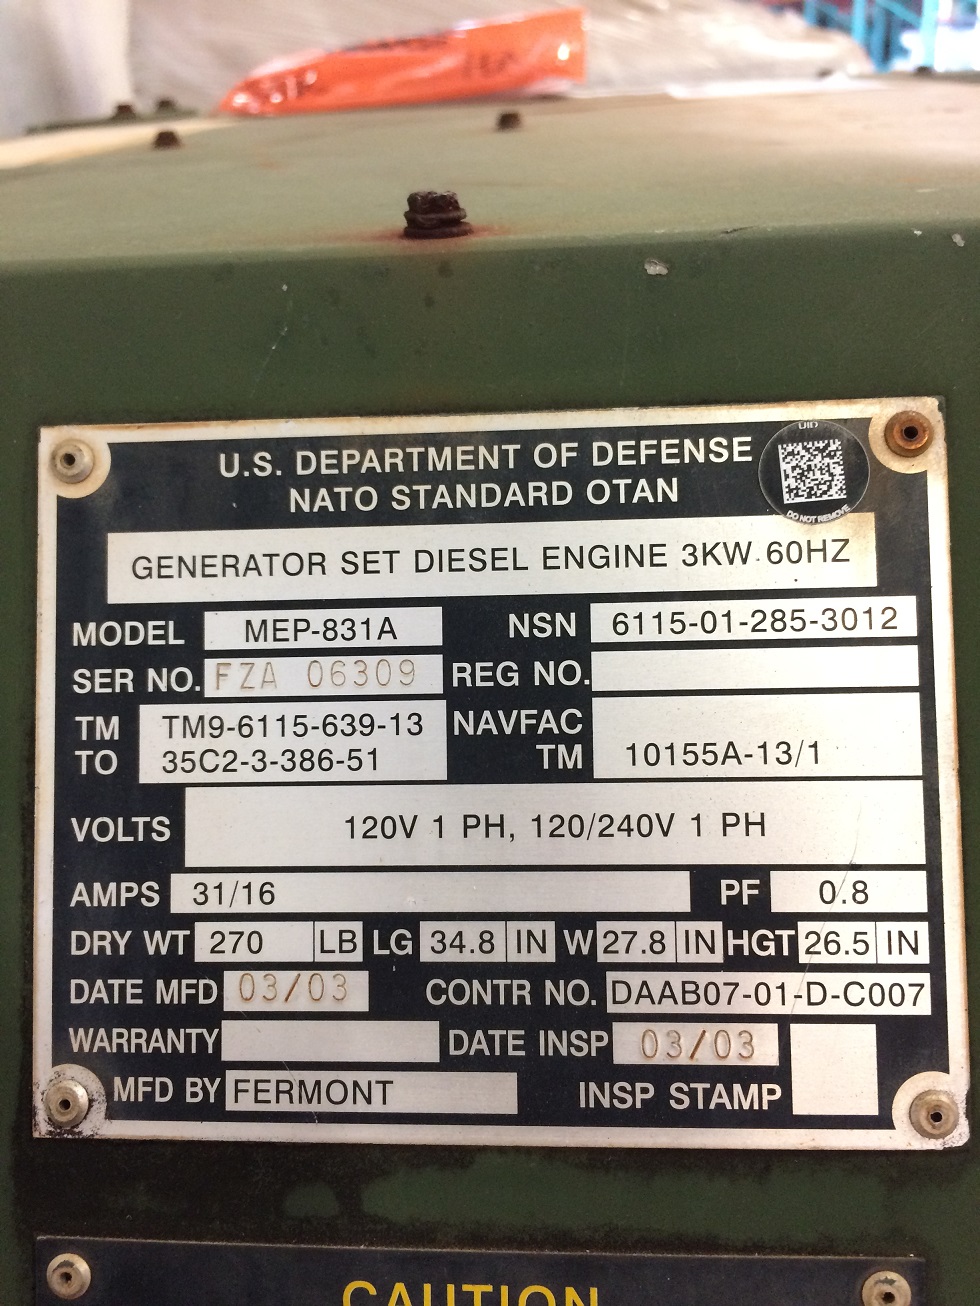 U.S. DEPARTMENT OF DEFENSE
NATO STANDARD OTAN
UID
DO NOT REMOVE
GENERATOR SET DIESEL ENGINE 3KW 60HZ
MODEL MEP-831A NSN 6115-01-285-3012
SER NO. FZA 06309 REG NO.
TM TM9-6115-639-13 NAVFAC
TO 35C2-3-386-51 TM 10155A-13/1
VOLTS 120V 1 PH, 120/240V 1 PH
AMPS 31/16 PF 0.8
DRY WT 270 LB LG 34.8 IN W 27.8 IN HGT 26.5 IN
DATE MFD 03/03 CONTR NO. DAAB07-01-D-C007
WARRANTY DATE INSP 03/03
MFD BY FERMONT INSP STAMP
CAUTION